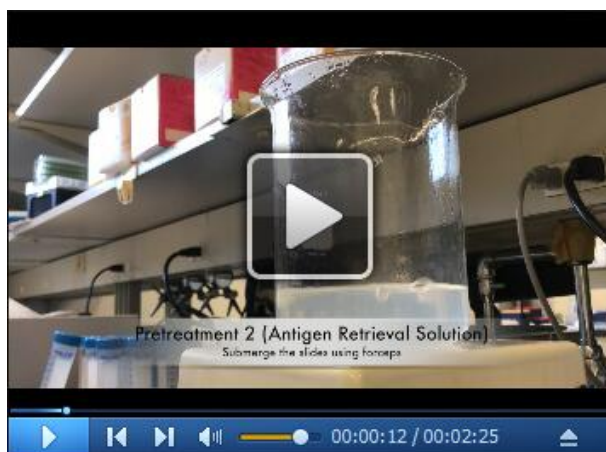 Pretreatment 2 (Antigen Retrieval Solution)
Submerge the slides using forceps
00:00:12 / 00:02:25